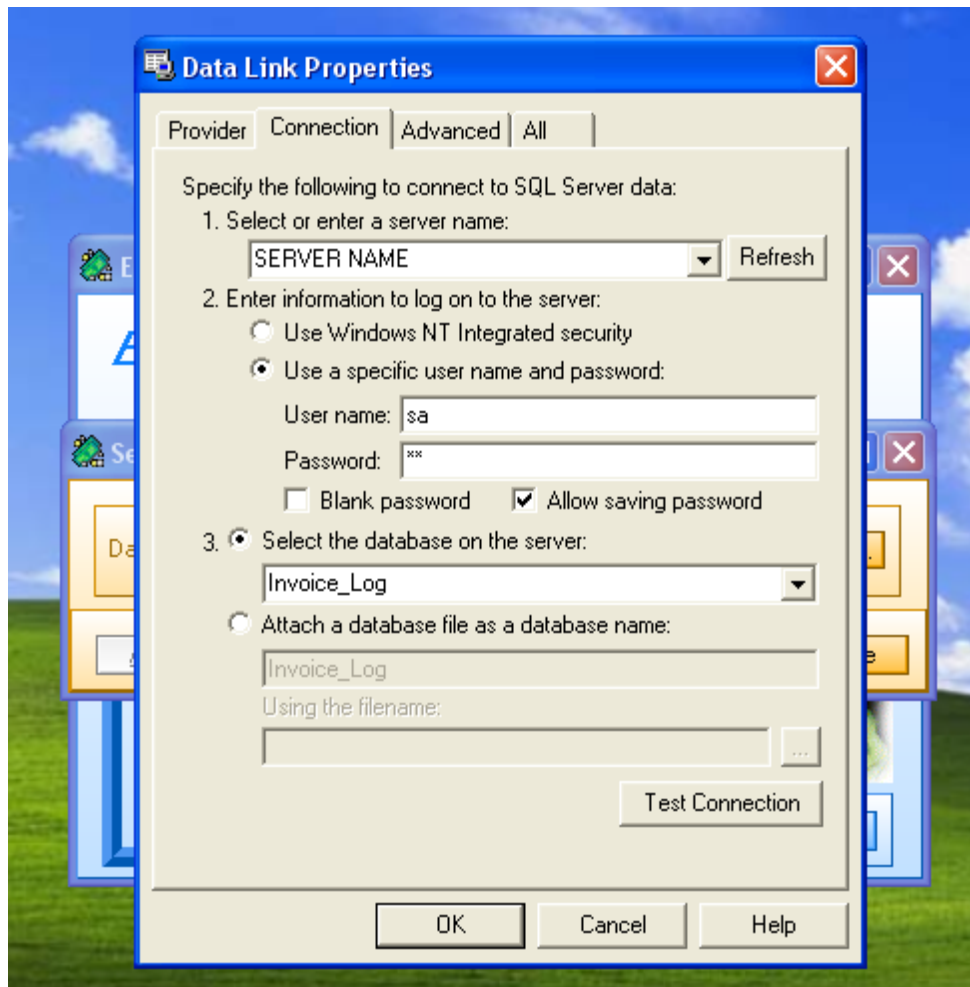 Data Link Properties
Provider Connection Advanced All
Specify the following to connect to SQL Server data:
1. Select or enter a server name:
SERVER NAME Refresh
2. Enter information to log on to the server:
Use Windows NT Integrated security
Use a specific user name and password:
User name: sa
Password: **
Blank password Allow saving password
3. Select the database on the server:
Invoice_Log
Attach a database file as a database name:
Invoice_Log
Using the filename:
...
Test Connection
OK Cancel Help